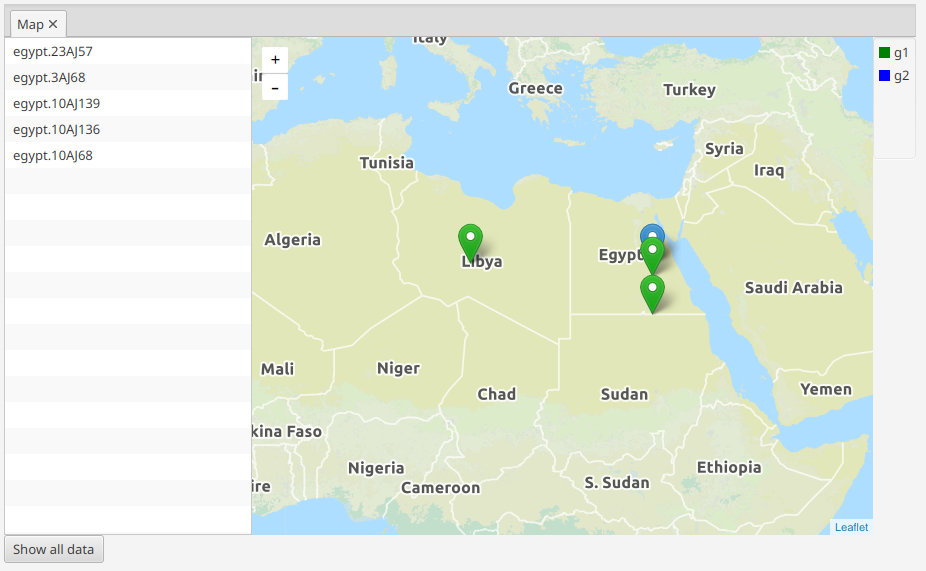 Map ×
egypt.23AJ57
egypt.3AJ68
egypt.10AJ139
egypt.10AJ136
egypt.10AJ68
+
-
Italy
Greece
Turkey
Tunisia
Syria
Iraq
Algeria
Libya
Egypt
Saudi Arabia
Mali
Niger
Chad
Sudan
Yemen
kina Faso
Nigeria
Cameroon
S. Sudan
Ethiopia
ire
Leaflet
g1
g2
Show all data